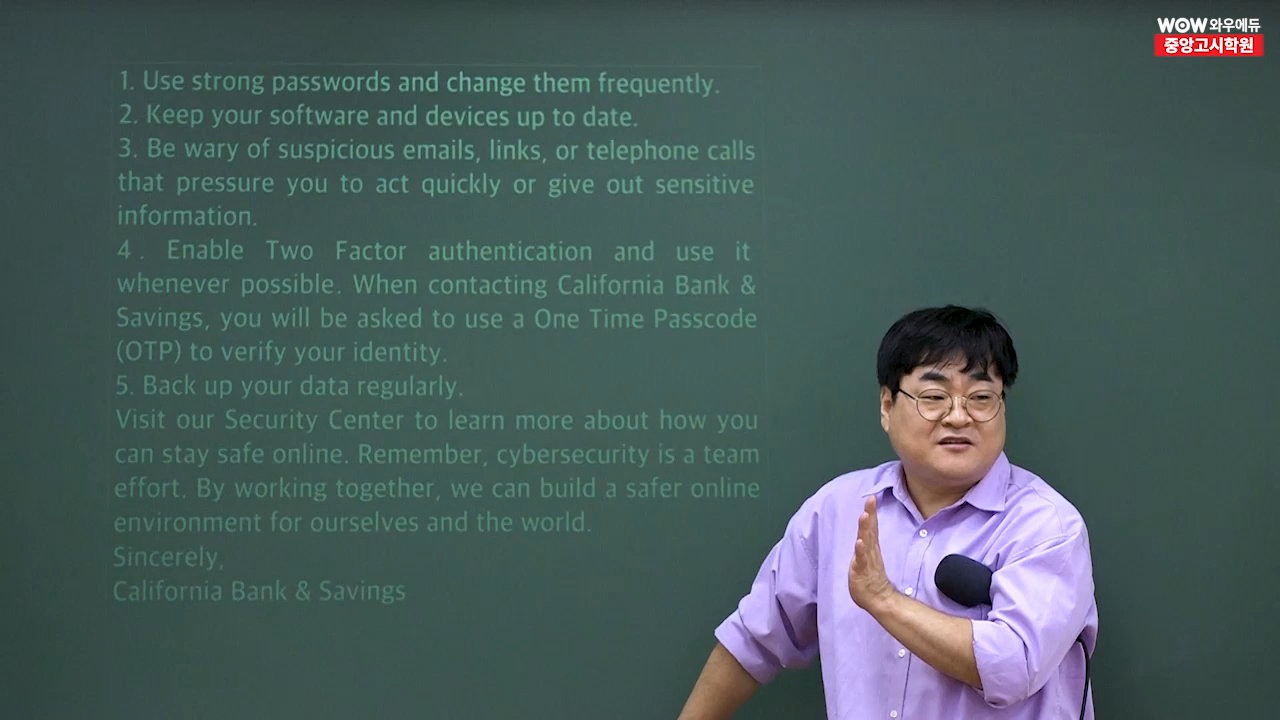 WOW와우에듀
중앙고시학원
1. Use strong passwords and change them frequently.
2. Keep your software and devices up to date.
3. Be wary of suspicious emails, links, or telephone calls
that pressure you to act quickly or give out sensitive
information.
4. Enable Two Factor authentication and use it
whenever possible. When contacting California Bank &
Savings, you will be asked to use a One Time Passcode
(OTP) to verify your identity.
5. Back up your data regularly.
Visit our Security Center to learn more about how you
can stay safe online. Remember, cybersecurity is a team
effort. By working together, we can build a safer online
environment for ourselves and the world.
Sincerely,
California Bank & Savings